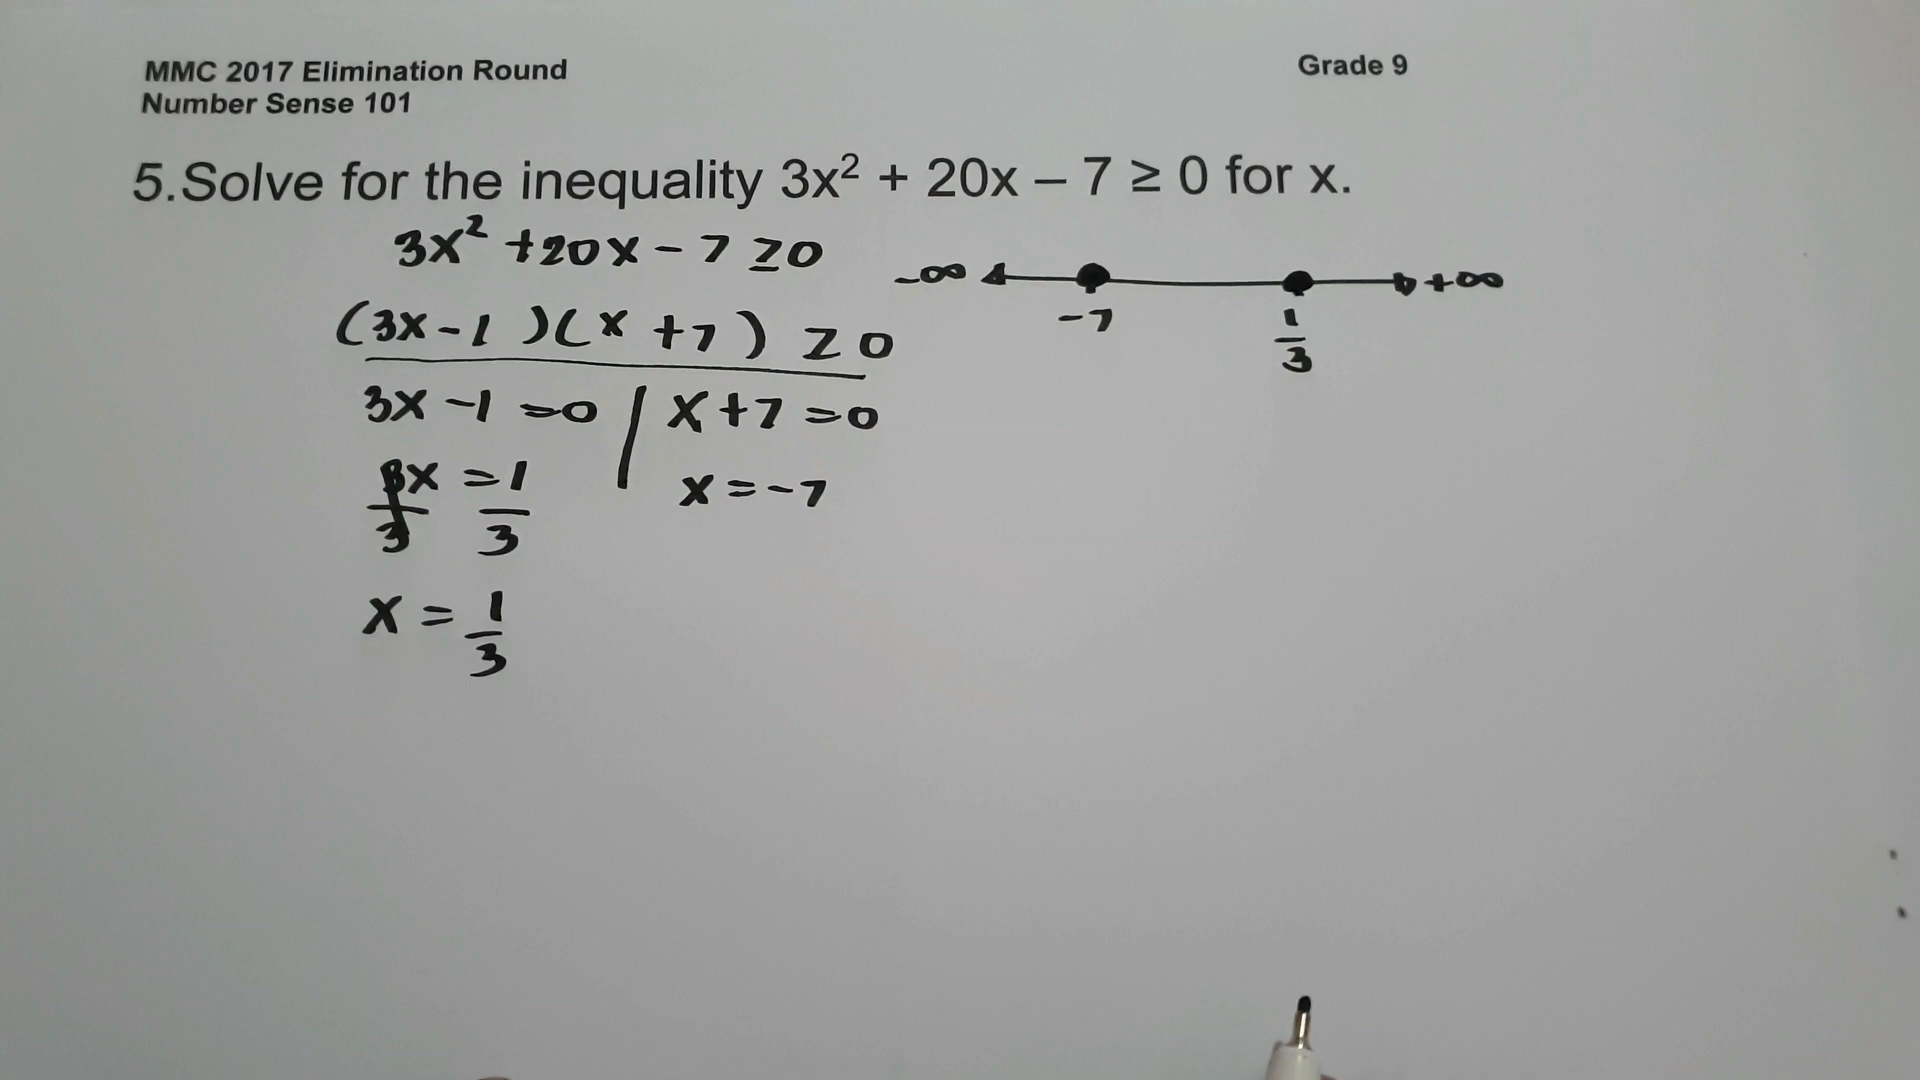 MMC 2017 Elimination Round
Grade 9
Number Sense 101
5.Solve for the inequality 3x² + 20x – 7 ≥ 0 for x.
3x² +20x - 7 ≥0
(3x-1)(x +7) ≥ 0
3x -1 =0 | x+7 =0
3x/3 = 1/3
x = -7
x = 1/3
-∞ +∞
-7
1/3